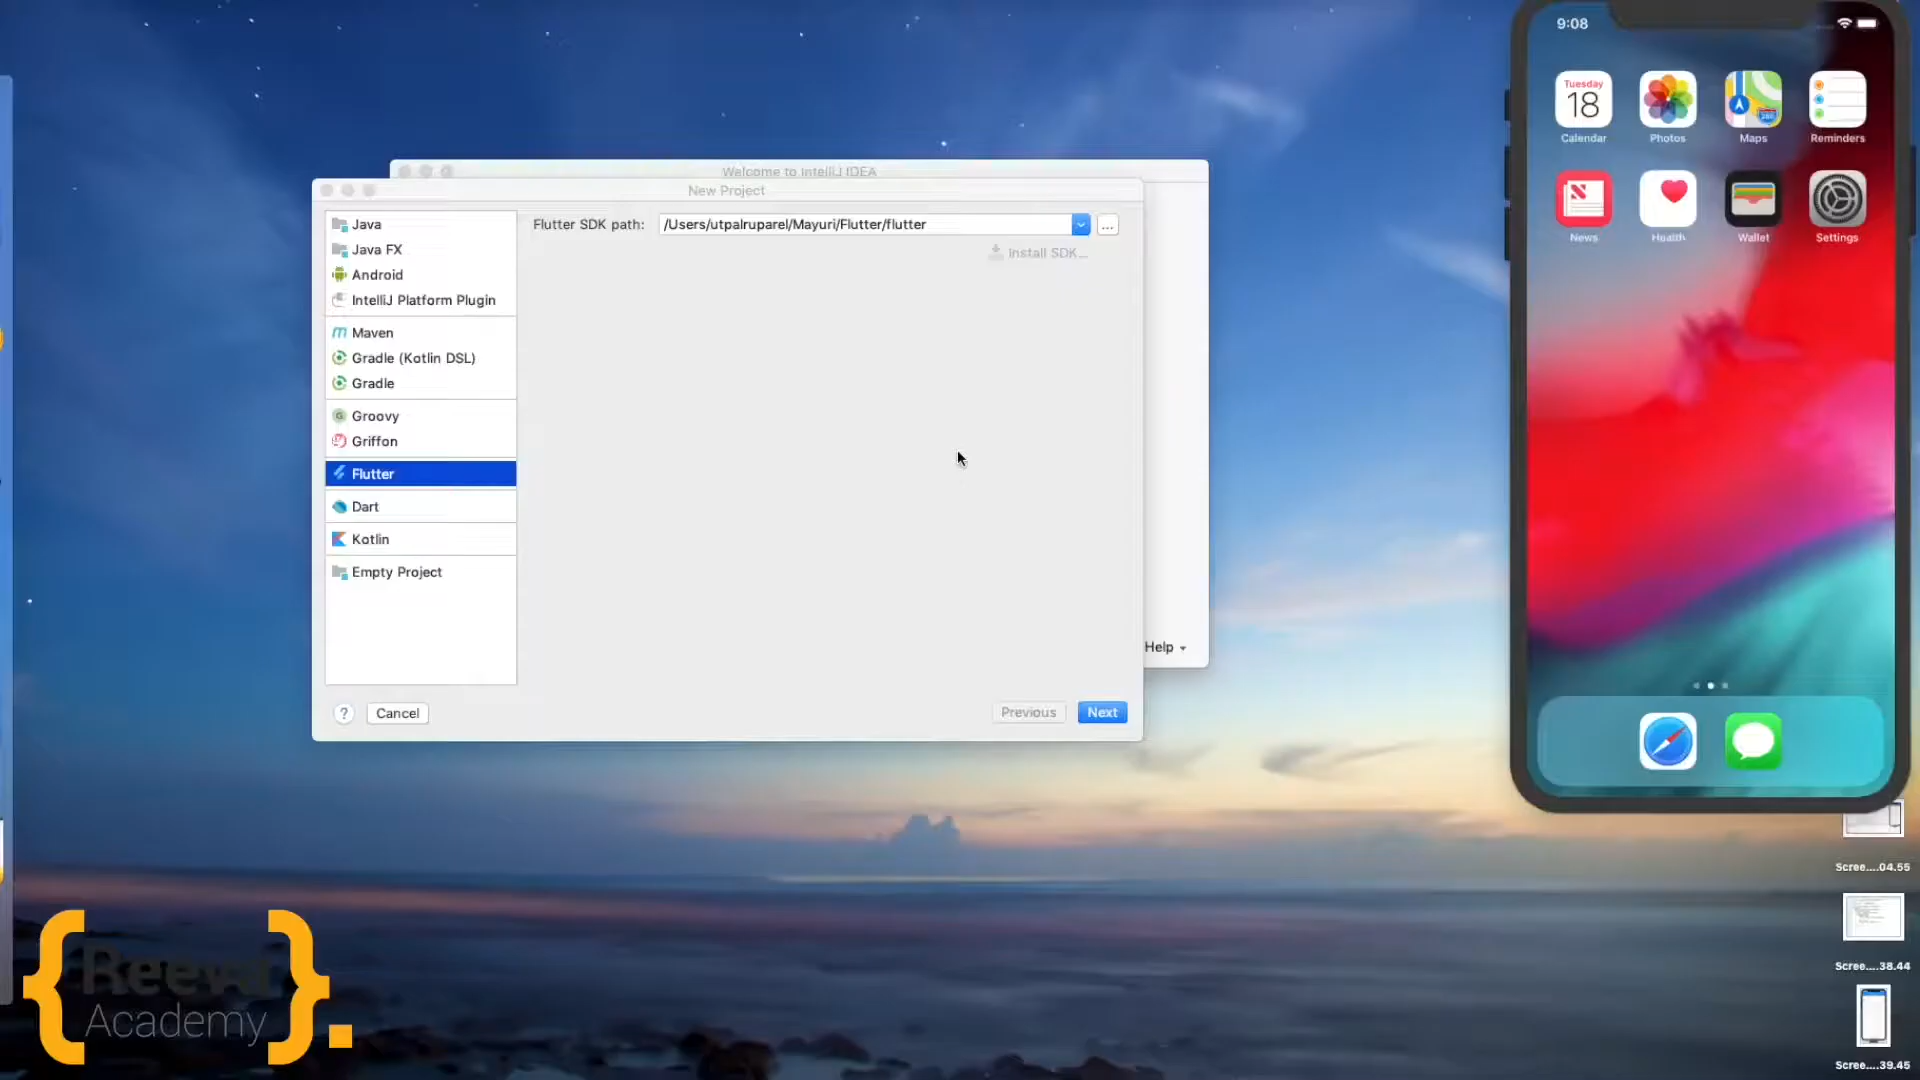 9:08
Tuesday
18
Calendar
Photos
Maps
Reminders
News
Health
Wallet
Settings
Welcome to IntelliJ IDEA
New Project
Java
Java FX
Android
IntelliJ Platform Plugin
Maven
Gradle (Kotlin DSL)
Gradle
Groovy
Griffon
Flutter
Dart
Kotlin
Empty Project
Flutter SDK path:
/Users/utpalruparel/Mayuri/Flutter/flutter
...
Install SDK...
Help
?
Cancel
Previous
Next
Scree....04.55
Scree....38.44
Scree....39.45
Academy